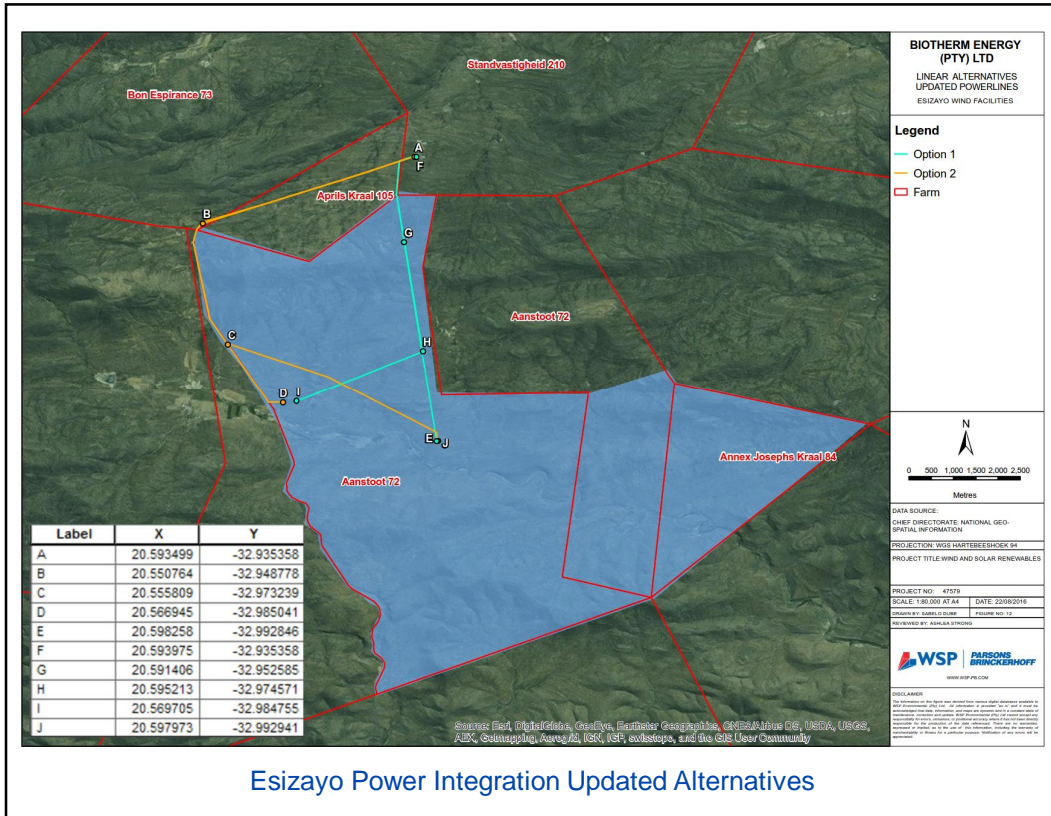 Standvastigheid 210
Bon Espirance 73
A
F
Aprils Kraal 105
B
G
Aanstoot 72
H
C
D
I
E
J
Annex Josephs Kraal 84
Aanstoot 72
Label X Y
A 20.593499 -32.935358
B 20.550764 -32.948778
C 20.555809 -32.973239
D 20.566945 -32.985041
E 20.598258 -32.992846
F 20.593975 -32.935358
G 20.591406 -32.952585
H 20.595213 -32.974571
I 20.569705 -32.984755
J 20.597973 -32.992941
Source: Esri, DigitalGlobe, GeoEye, Earthstar Geographics, CNES/Airbus DS, USDA, USGS,
AEX, Getmapping, Aerogrid, IGN, IGP, swisstopo, and the GIS User Community
BIOTHERM ENERGY
(PTY) LTD
LINEAR ALTERNATIVES
UPDATED POWERLINES
ESIZAYO WIND FACILITIES
Legend
Option 1
Option 2
Farm
N
0 500 1,000 1,500 2,000 2,500
Metres
DATA SOURCE:
CHIEF DIRECTORATE: NATIONAL GEO-
SPATIAL INFORMATION
PROJECTION: WGS HARTEBEESHOEK 94
PROJECT TITLE:WIND AND SOLAR RENEWABLES
PROJECT NO: 47579
SCALE: 1:80,000 AT A4 DATE: 22/08/2016
DRAWN BY: SABELO DUBE FIGURE NO: 12
REVIEWED BY: ASHLEA STRONG
WSP PARSONS
BRINCKERHOFF
WWW.WSP-PB.COM
DISCLAIMER
Esizayo Power Integration Updated Alternatives